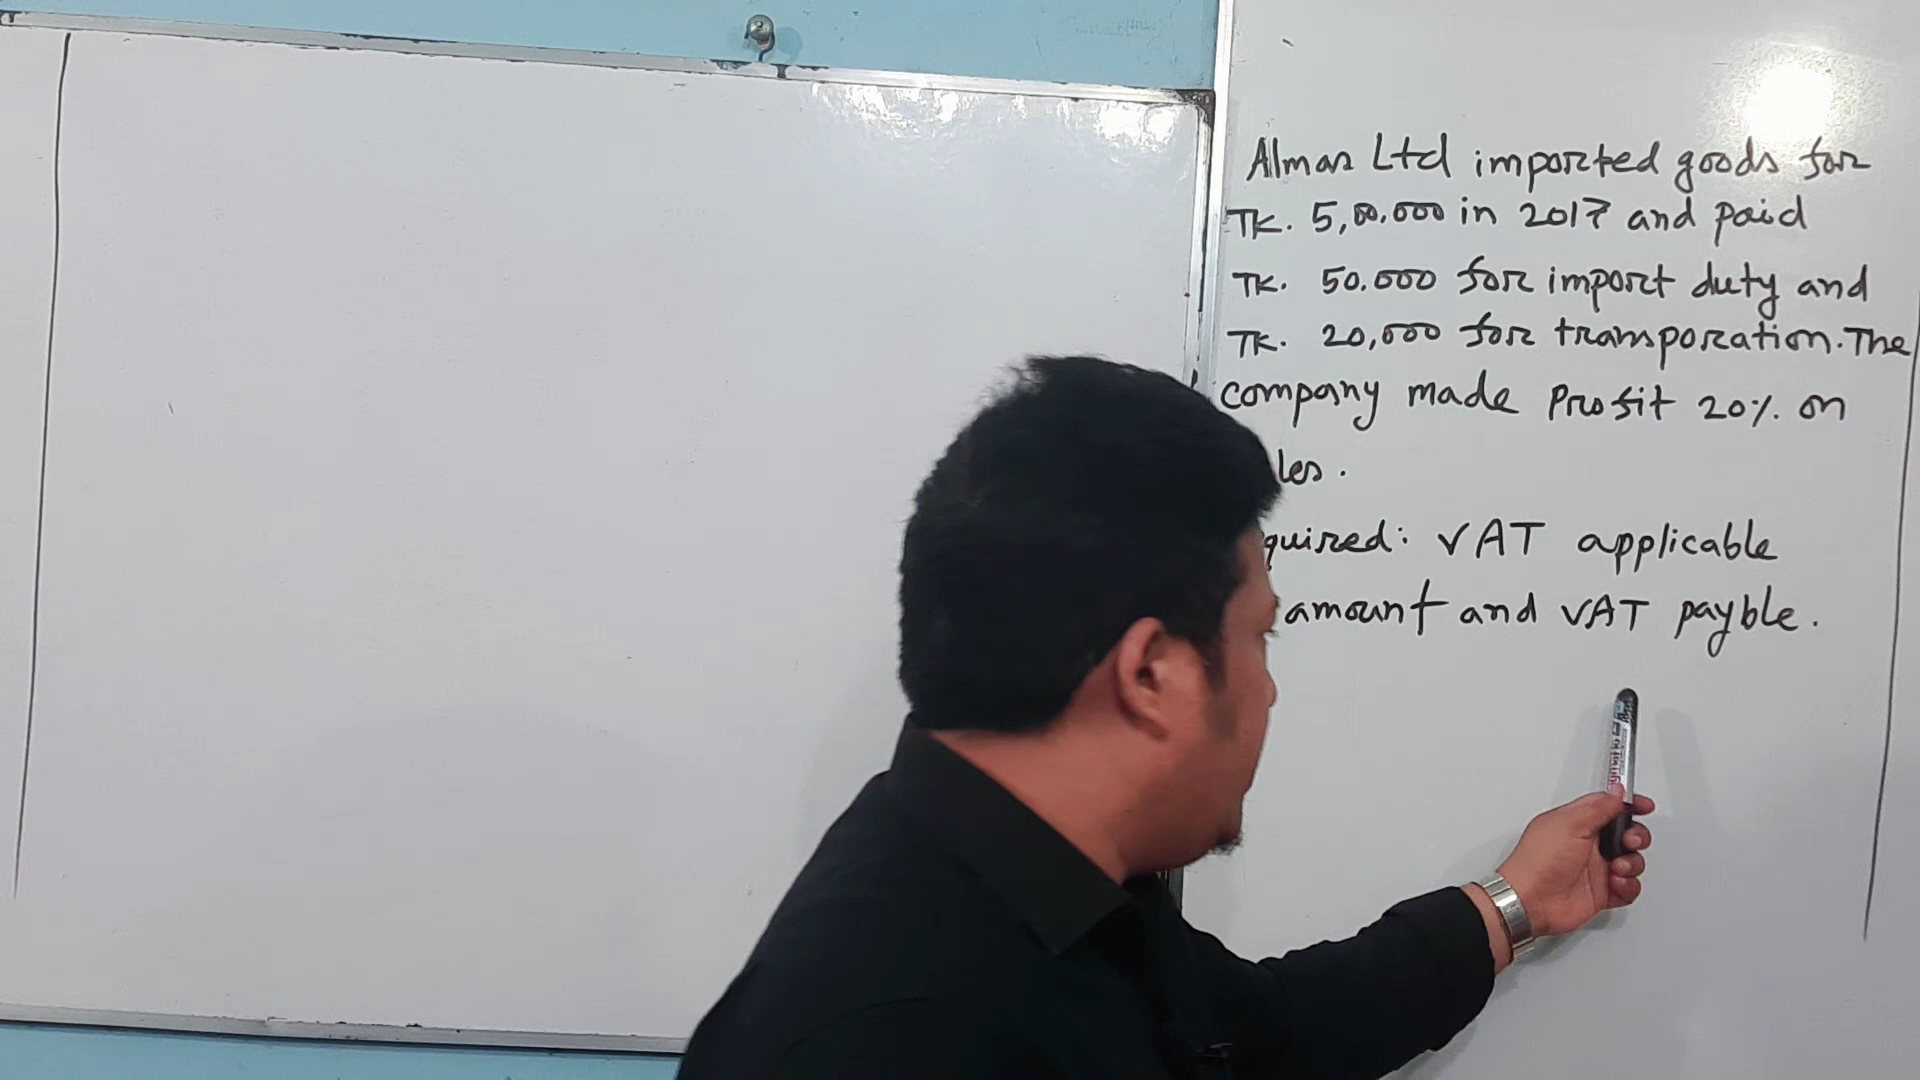 Alman Ltd imported goods for
TK. 5,00,000 in 2017 and paid
TK. 50.000 for import duty and
TK. 20,000 for transporation. The
company made Profit 20% on
les.
quired: VAT applicable
amount and VAT payble.